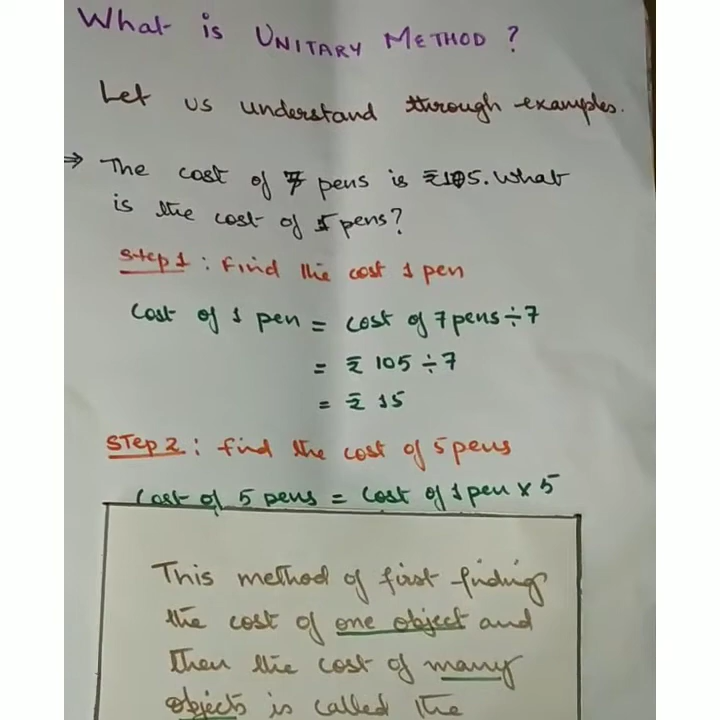 What is UNITARY METHOD ?
Let us understand through examples.
⇒ The cost of 7 pens is ₹105. What
is the cost of 5 pens?
Step 1 : Find the cost 1 pen
Cost of 1 pen = cost of 7 pens ÷ 7
= ₹ 105 ÷ 7
= ₹ 15
STep 2 : find the cost of 5 pens
Cost of 5 pens = cost of 1 pen × 5
This method of first finding
the cost of one object and
then the cost of many
objects is called the